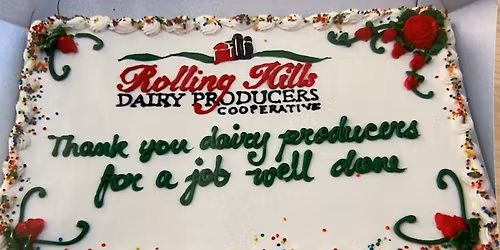 Rolling Hills
DAIRY PRODUCERS
COOPERATIVE
Thank you dairy producers
for a job well done